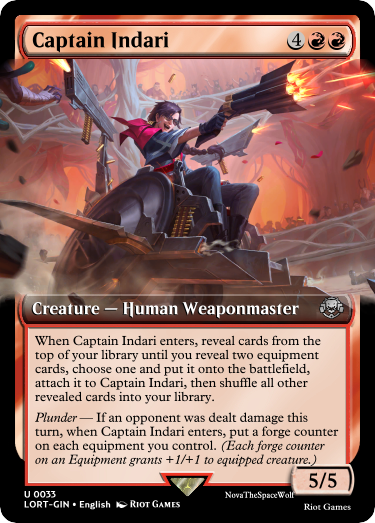 Captain Indari 4
Creature — Human Weaponmaster
When Captain Indari enters, reveal cards from the
top of your library until you reveal two equipment
cards, choose one and put it onto the battlefield,
attach it to Captain Indari, then shuffle all other
revealed cards into your library.
Plunder — If an opponent was dealt damage this
turn, when Captain Indari enters, put a forge counter
on each equipment you control. (Each forge counter
on an Equipment grants +1/+1 to equipped creature.)
5/5
U 0033
LORT-GIN • English Riot Games
NovaTheSpaceWolf
Riot Games